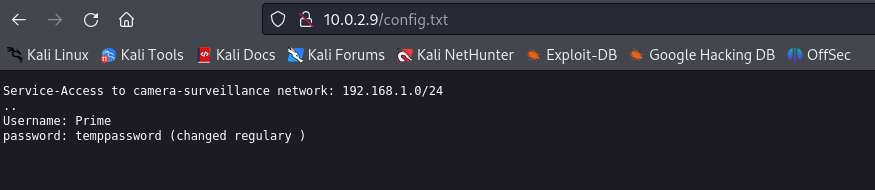 10.0.2.9/config.txt
Kali Linux Kali Tools Kali Docs Kali Forums Kali NetHunter Exploit-DB Google Hacking DB OffSec
Service-Access to camera-surveillance network: 192.168.1.0/24
..
Username: Prime
password: temppassword (changed regulary )